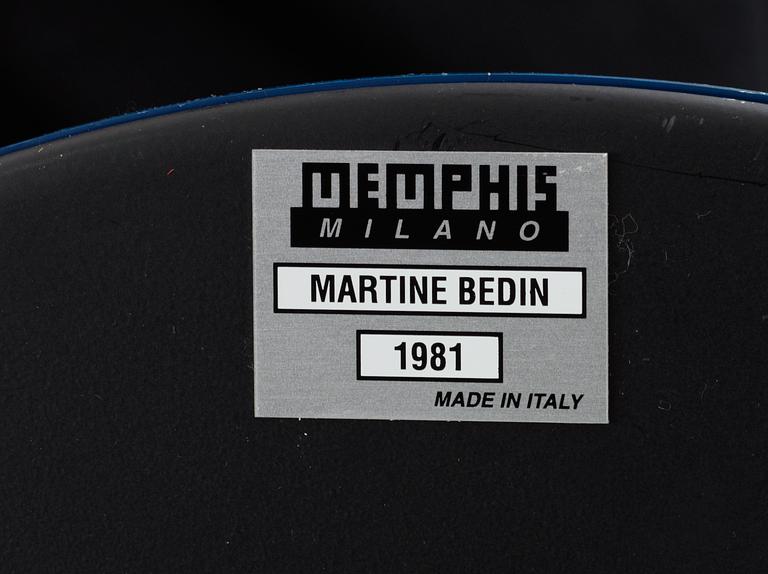 MEMPHIS
MILANO
MARTINE BEDIN
1981
MADE IN ITALY